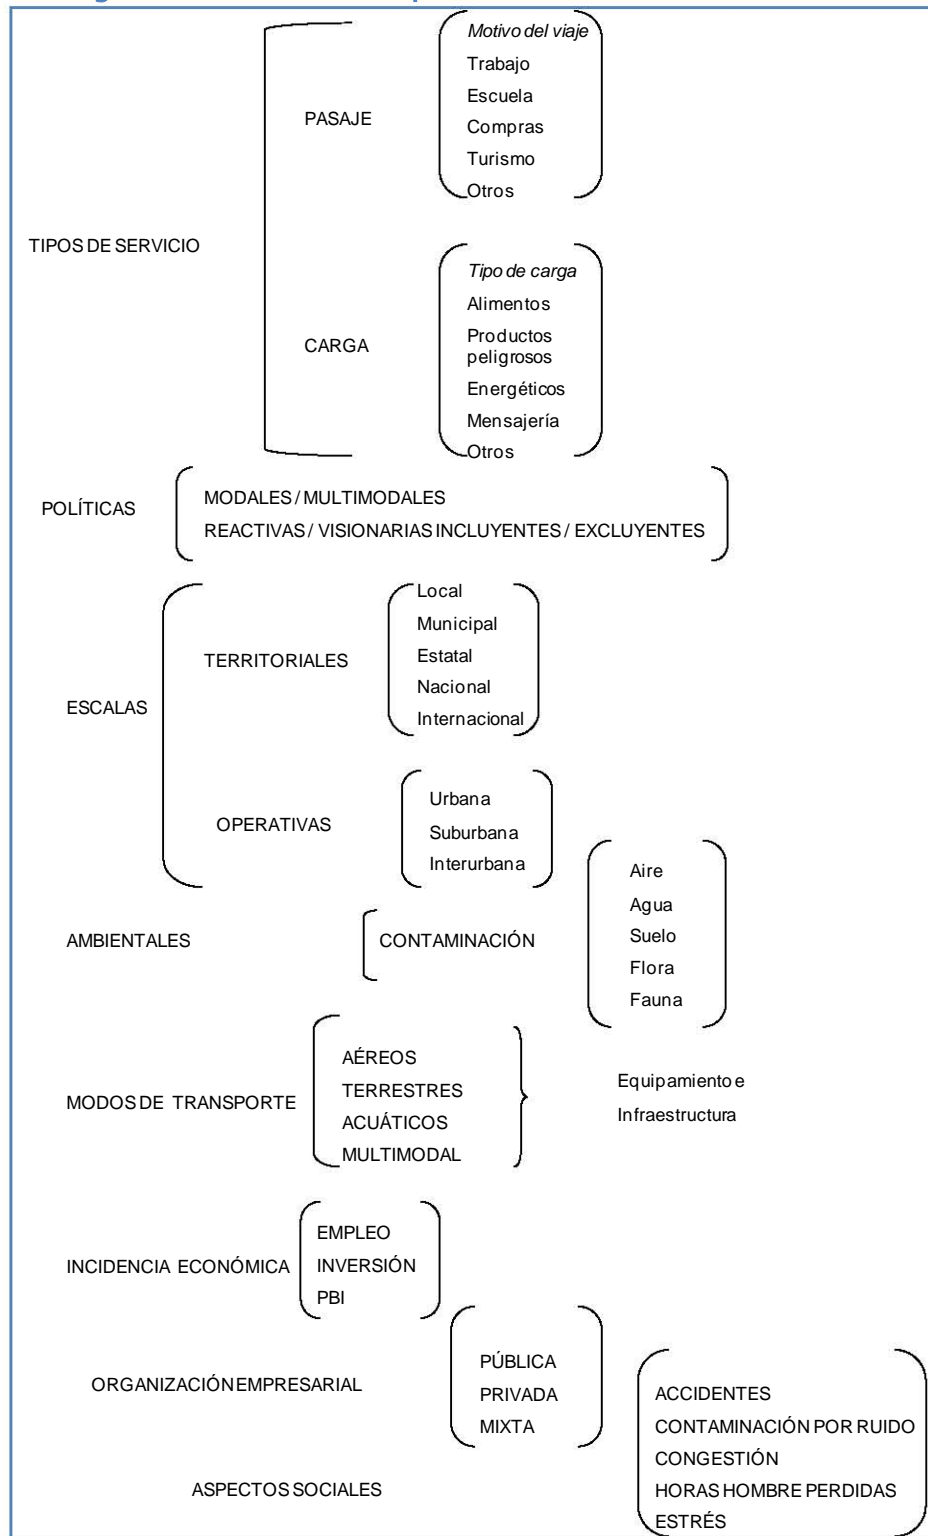 PASAJE
Motivo del viaje
Trabajo
Escuela
Compras
Turismo
Otros
TIPOS DE SERVICIO
CARGA
Tipo de carga
Alimentos
Productos
peligrosos
Energéticos
Mensajería
Otros
POLÍTICAS
MODALES / MULTIMODALES
REACTIVAS / VISIONARIAS INCLUYENTES / EXCLUYENTES
ESCALAS
TERRITORIALES
Local
Municipal
Estatal
Nacional
Internacional
OPERATIVAS
Urbana
Suburbana
Interurbana
AMBIENTALES
CONTAMINACIÓN
Aire
Agua
Suelo
Flora
Fauna
MODOS DE TRANSPORTE
AÉREOS
TERRESTRES
ACUÁTICOS
MULTIMODAL
Equipamiento e
Infraestructura
INCIDENCIA ECONÓMICA
EMPLEO
INVERSIÓN
PBI
ORGANIZACIÓN EMPRESARIAL
PÚBLICA
PRIVADA
MIXTA
ASPECTOS SOCIALES
ACCIDENTES
CONTAMINACIÓN POR RUIDO
CONGESTIÓN
HORAS HOMBRE PERDIDAS
ESTRÉS